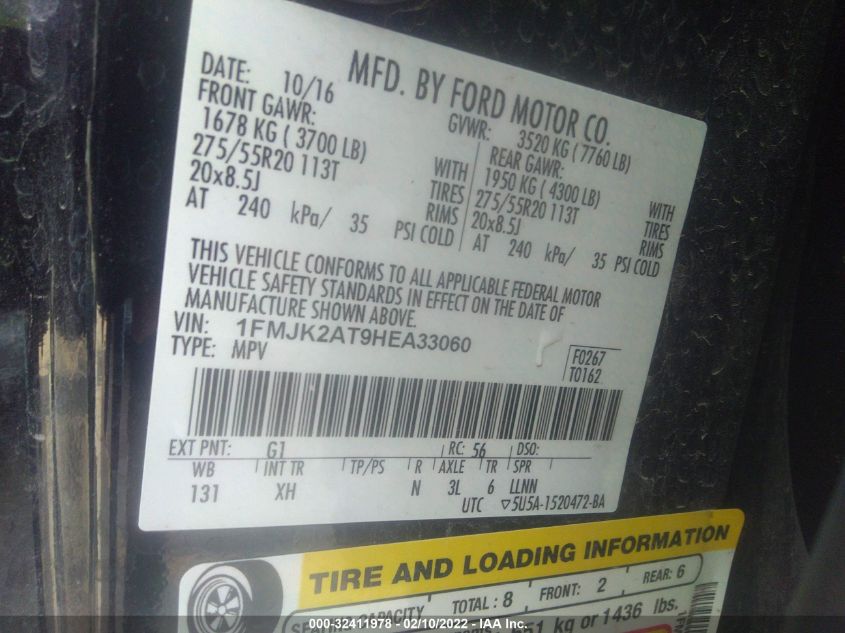 MFD. BY FORD MOTOR CO.
DATE: 10/16
GVWR: 3520 KG ( 7760 LB)
FRONT GAWR:
REAR GAWR:
1678 KG ( 3700 LB) WITH
1950 KG ( 4300 LB) WITH
275/55R20 113T TIRES
275/55R20 113T TIRES
20x8.5J RIMS
20x8.5J RIMS
AT 240 kPa/ 35 PSI COLD
AT 240 kPa/ 35 PSI COLD
THIS VEHICLE CONFORMS TO ALL APPLICABLE FEDERAL MOTOR
VEHICLE SAFETY STANDARDS IN EFFECT ON THE DATE OF
MANUFACTURE SHOWN ABOVE.
VIN: 1FMJK2AT9HEA33060
TYPE: MPV
F0267
T0162
EXT PNT: G1 RC: 56 DSO:
WB INT TR TP/PS R AXLE TR SPR
131 XH N 3L 6 LLNN
UTC ▽5U5A-1520472-BA
TIRE AND LOADING INFORMATION
SEATING CAPACITY TOTAL : 8 FRONT: 2 REAR: 6
651 kg or 1436 lbs.
000-32411978 - 02/10/2022 - IAA Inc.